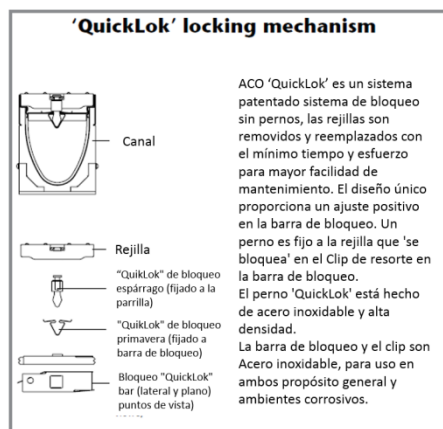 ‘QuickLok’ locking mechanism
Canal
Rejilla
"QuikLok" de bloqueo
espárrago (fijado a la
parrilla)
"QuikLok" de bloqueo
primavera (fijado a
barra de bloqueo)
Bloqueo "QuickLok"
bar (lateral y plano)
puntos de vista)
ACO ‘QuickLok’ es un sistema
patentado sistema de bloqueo
sin pernos, las rejillas son
removidos y reemplazados con
el mínimo tiempo y esfuerzo
para mayor facilidad de
mantenimiento. El diseño único
proporciona un ajuste positivo
en la barra de bloqueo. Un
perno es fijo a la rejilla que 'se
bloquea' en el Clip de resorte en
la barra de bloqueo.
El perno 'QuickLok' está hecho
de acero inoxidable y alta
densidad.
La barra de bloqueo y el clip son
Acero inoxidable, para uso en
ambos propósito general y
ambientes corrosivos.